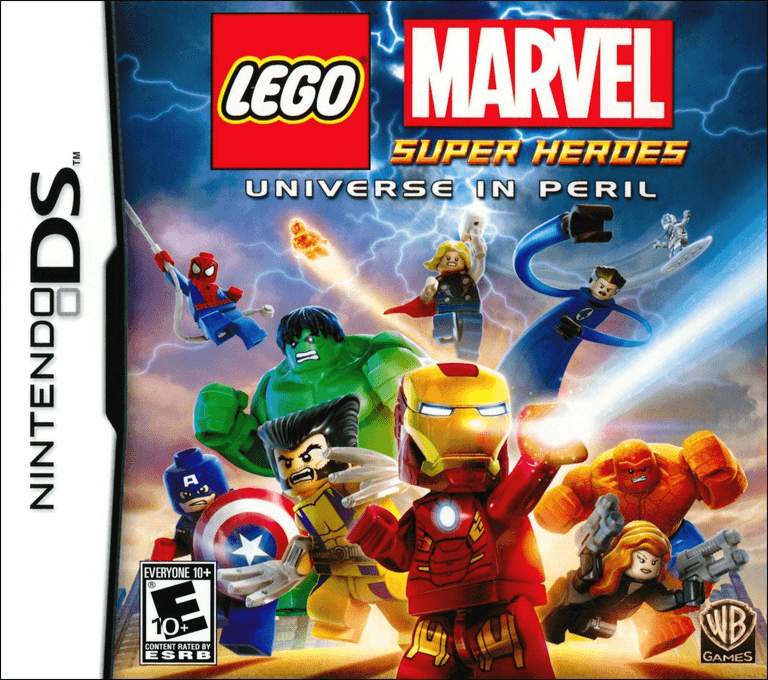 NINTENDO DS™
LEGO
MARVEL
SUPER HEROES
UNIVERSE IN PERIL
A
EVERYONE 10+
®
E
10+
CONTENT RATED BY
ESRB
WB
GAMES